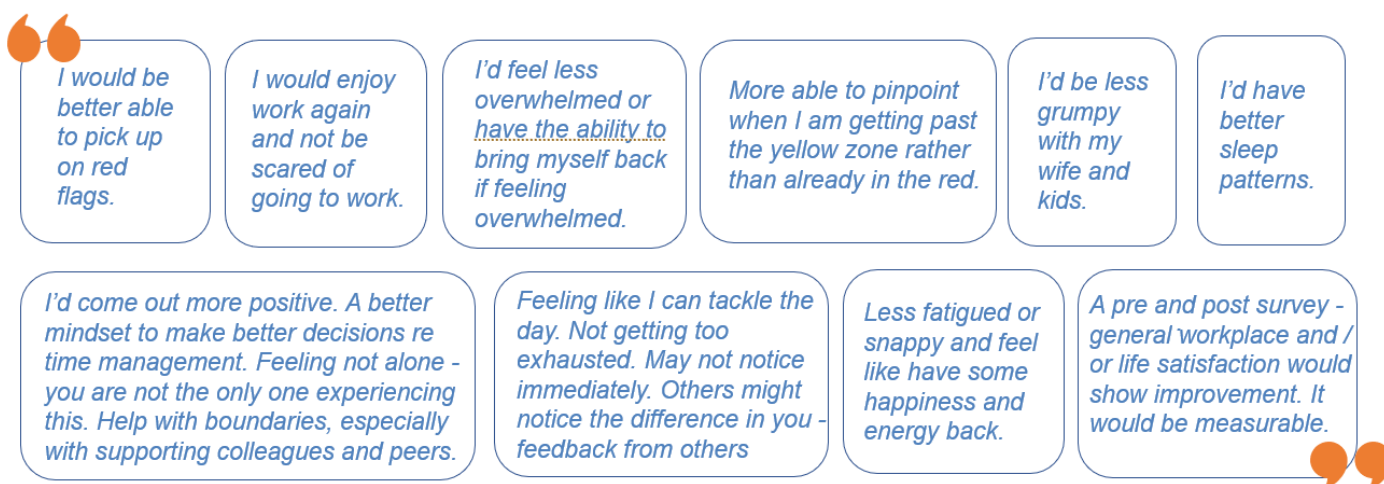 I would be
better able
to pick up
on red
flags.
I would enjoy
work again
and not be
scared of
going to work.
I’d feel less
overwhelmed or
have the ability to
bring myself back
if feeling
overwhelmed.
More able to pinpoint
when I am getting past
the yellow zone rather
than already in the red.
I’d be less
grumpy
with my
wife and
kids.
I’d have
better
sleep
patterns.
I’d come out more positive. A better
mindset to make better decisions re
time management. Feeling not alone -
you are not the only one experiencing
this. Help with boundaries, especially
with supporting colleagues and peers.
Feeling like I can tackle the
day. Not getting too
exhausted. May not notice
immediately. Others might
notice the difference in you -
feedback from others
Less fatigued or
snappy and feel
like have some
happiness and
energy back.
A pre and post survey -
general workplace and /
or life satisfaction would
show improvement. It
would be measurable.